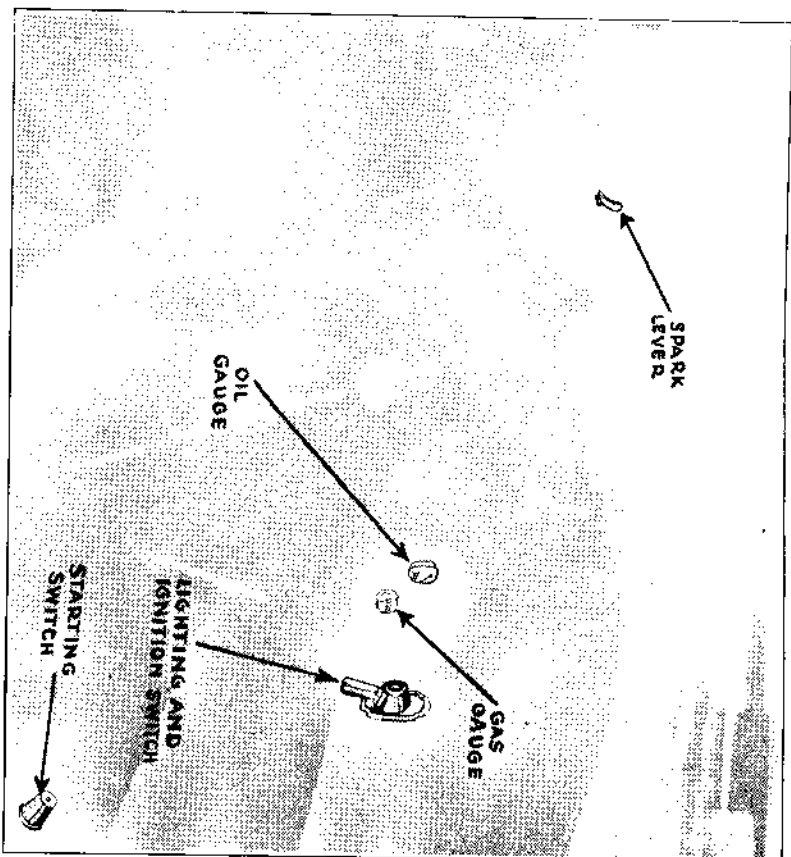 SPARK
LEVER
OIL
GAUGE
GAS
GAUGE
LIGHTING AND
IGNITION SWITCH
STARTING
SWITCH